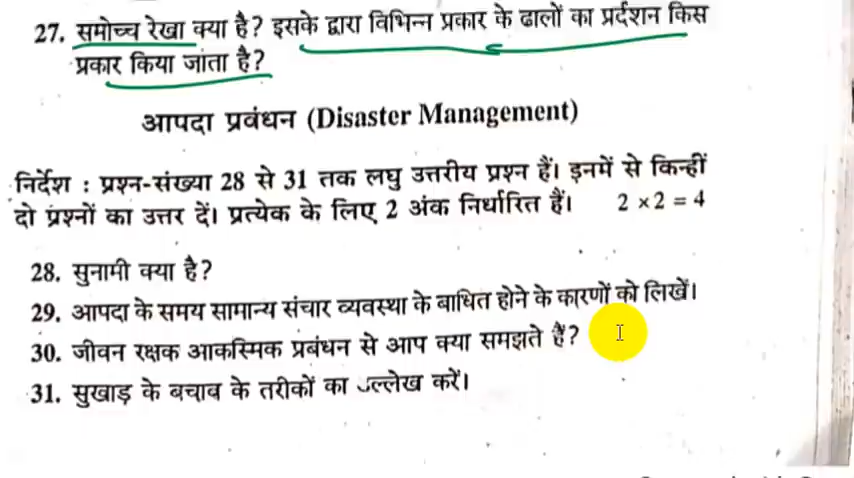 27. समोच्च रेखा क्या है? इसके द्वारा विभिन्न प्रकार के ढालों का प्रर्दशन किस
प्रकार किया जाता है?
आपदा प्रबंधन (Disaster Management)
निर्देश : प्रश्न-संख्या 28 से 31 तक लघु उत्तरीय प्रश्न हैं। इनमें से किन्हीं
दो प्रश्नों का उत्तर दें। प्रत्येक के लिए 2 अंक निर्धारित हैं। 2 × 2 = 4
28. सुनामी क्या है?
29. आपदा के समय सामान्य संचार व्यवस्था के बाधित होने के कारणों को लिखें।
30. जीवन रक्षक आकस्मिक प्रबंधन से आप क्या समझते हैं?
31. सुखाड़ के बचाव के तरीकों का उल्लेख करें।